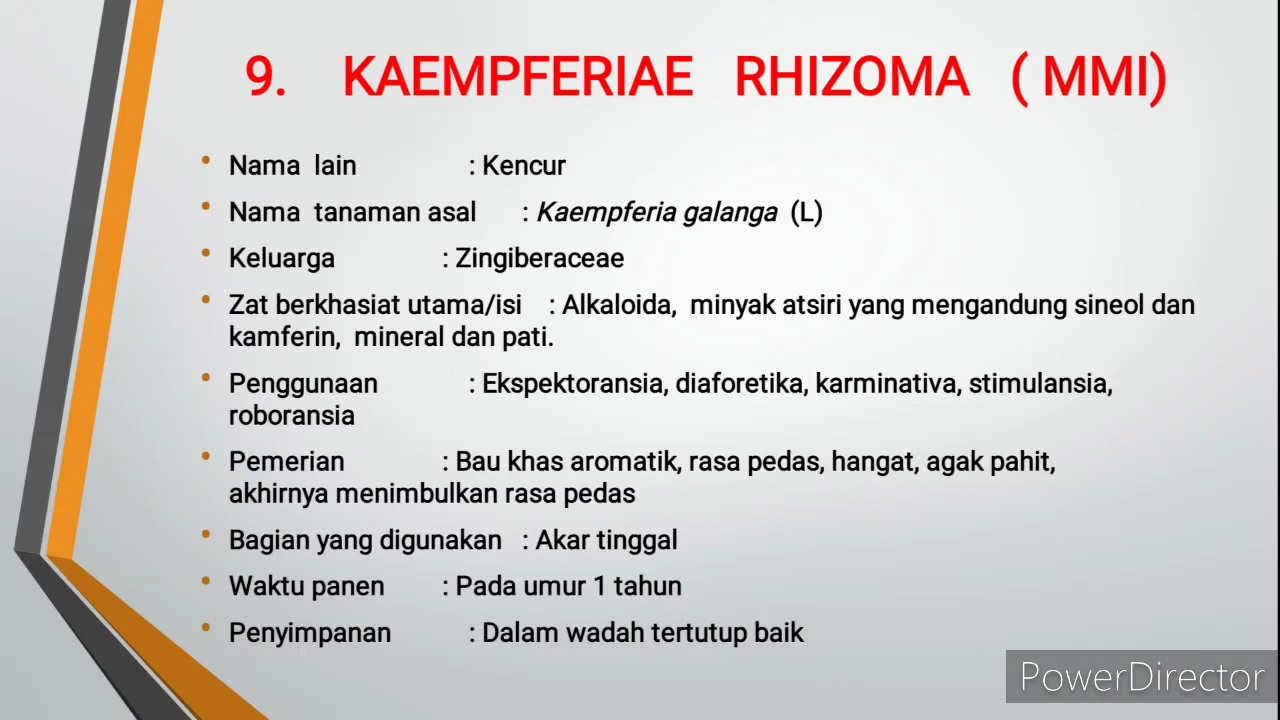 9. KAEMPFERIAE RHIZOMA ( MMI)
• Nama lain : Kencur
• Nama tanaman asal : Kaempferia galanga (L)
• Keluarga : Zingiberaceae
• Zat berkhasiat utama/isi : Alkaloida, minyak atsiri yang mengandung sineol dan
kamferin, mineral dan pati.
• Penggunaan : Ekspektoransia, diaforetika, karminativa, stimulansia,
roboransia
• Pemerian : Bau khas aromatik, rasa pedas, hangat, agak pahit,
akhirnya menimbulkan rasa pedas
• Bagian yang digunakan : Akar tinggal
• Waktu panen : Pada umur 1 tahun
• Penyimpanan : Dalam wadah tertutup baik
PowerDirector